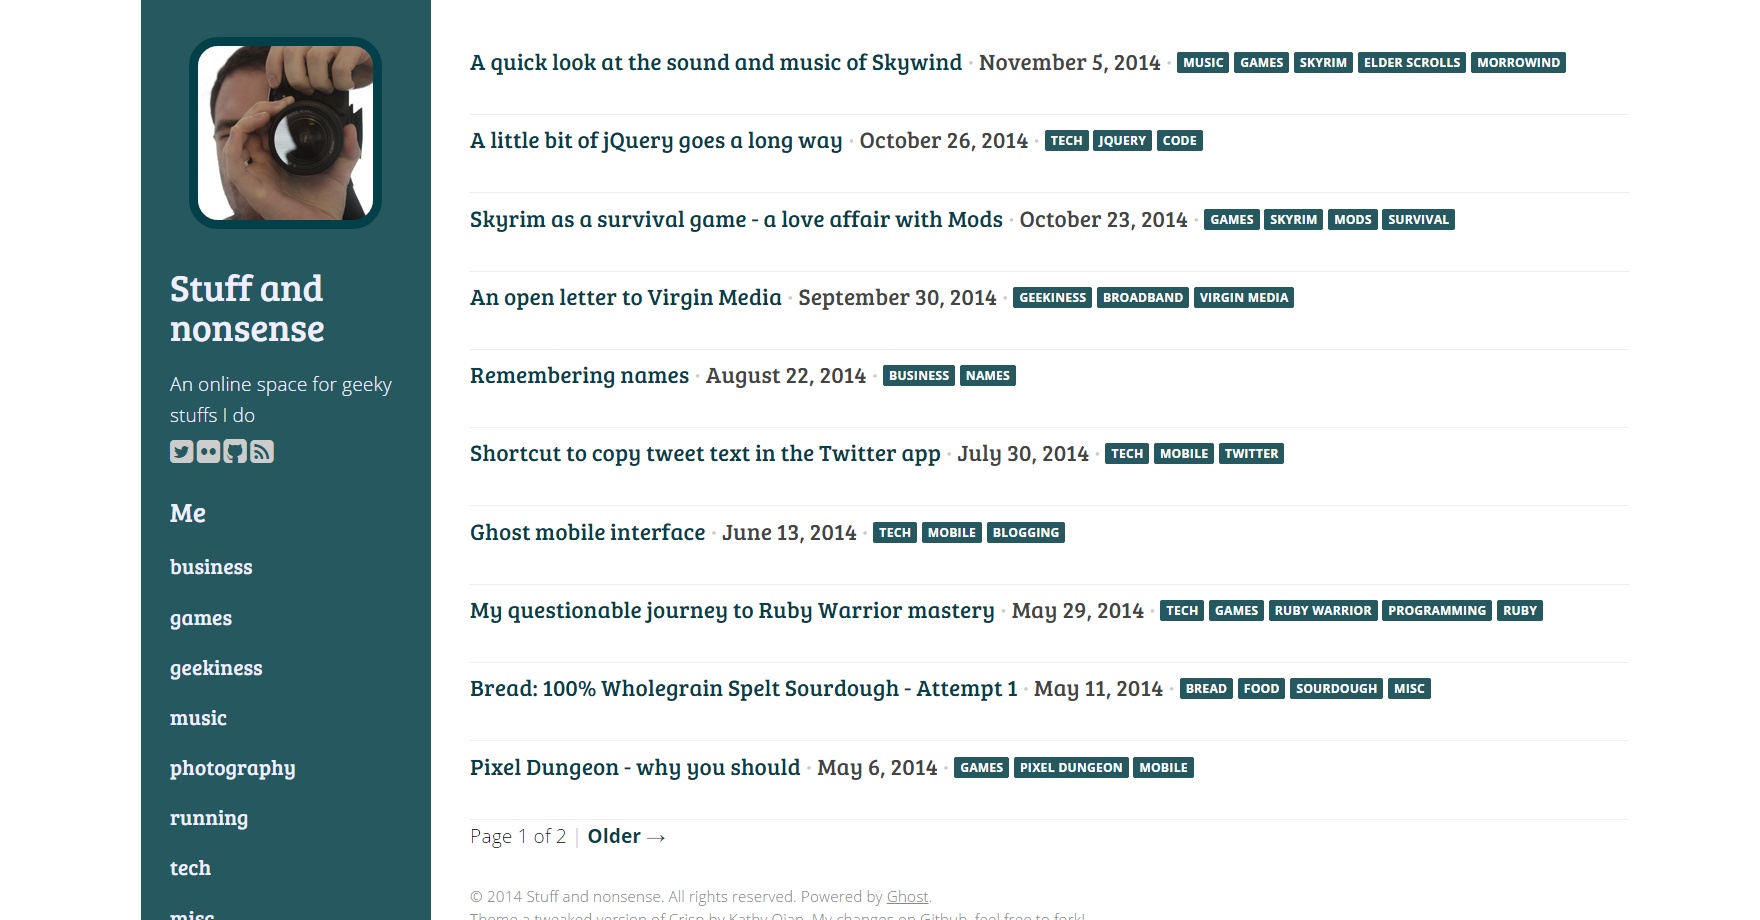 Stuff and
nonsense
An online space for geeky
stuffs I do
Me
business
games
geekiness
music
photography
running
tech
misc
A quick look at the sound and music of Skywind · November 5, 2014 · MUSIC GAMES SKYRIM ELDER SCROLLS MORROWIND
A little bit of jQuery goes a long way · October 26, 2014 · TECH JQUERY CODE
Skyrim as a survival game - a love affair with Mods · October 23, 2014 · GAMES SKYRIM MODS SURVIVAL
An open letter to Virgin Media · September 30, 2014 · GEEKINESS BROADBAND VIRGIN MEDIA
Remembering names · August 22, 2014 · BUSINESS NAMES
Shortcut to copy tweet text in the Twitter app · July 30, 2014 · TECH MOBILE TWITTER
Ghost mobile interface · June 13, 2014 · TECH MOBILE BLOGGING
My questionable journey to Ruby Warrior mastery · May 29, 2014 · TECH GAMES RUBY WARRIOR PROGRAMMING RUBY
Bread: 100% Wholegrain Spelt Sourdough - Attempt 1 · May 11, 2014 · BREAD FOOD SOURDOUGH MISC
Pixel Dungeon - why you should · May 6, 2014 · GAMES PIXEL DUNGEON MOBILE
Page 1 of 2 | Older →
© 2014 Stuff and nonsense. All rights reserved. Powered by Ghost.
Theme a tweaked version of Crisp by Kathy Qian. My changes on Github, feel free to fork!